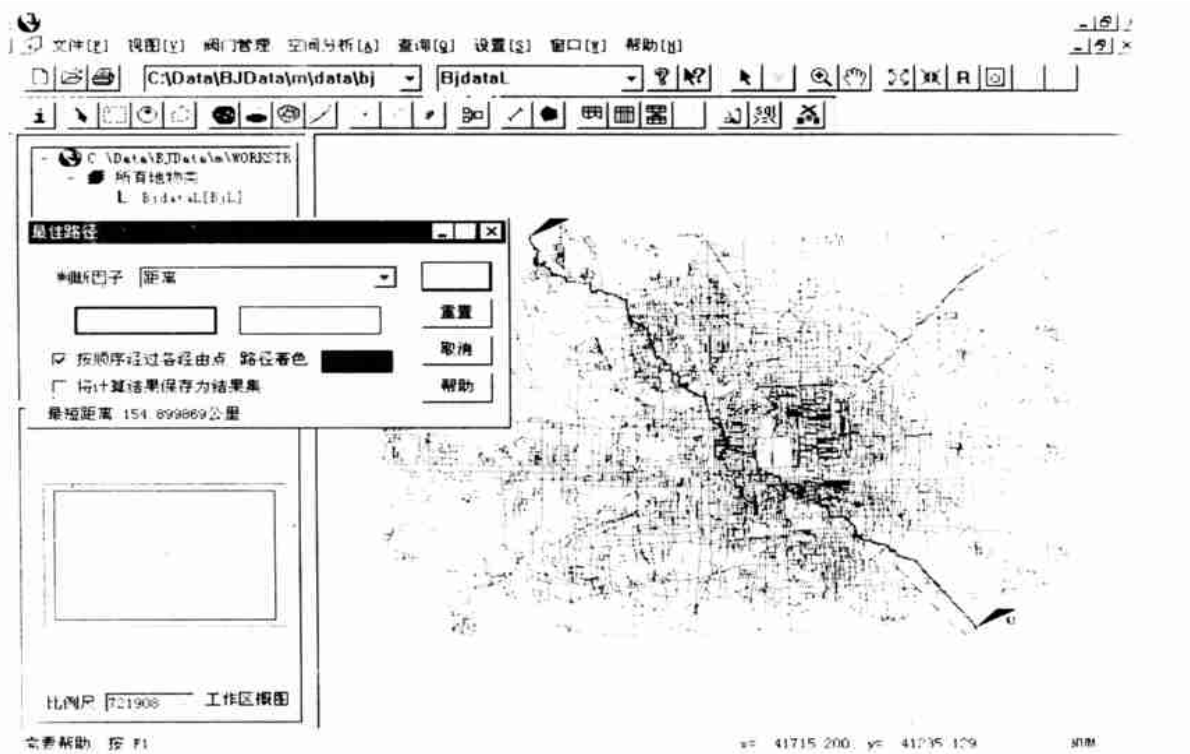 文件[F] 视图[V] 阀门管理 空间分析[A] 查询[Q] 设置[S] 窗口[W] 帮助[H]
C:\Data\BJData\m\data\bj BjdataL
R
sql
C:\Data\BJData\m\WORKSTR
所有地物类
L BjdataL[BjL]
最佳路径
判断因子 距离
重置
取消
帮助
按顺序经过各经由点 路径着色
将计算结果保存为结果集
最短距离 154.899869公里
比例尺 721908 工作区概图
需要帮助 按 F1
x= 41715.200 y= 41235.129 NUM